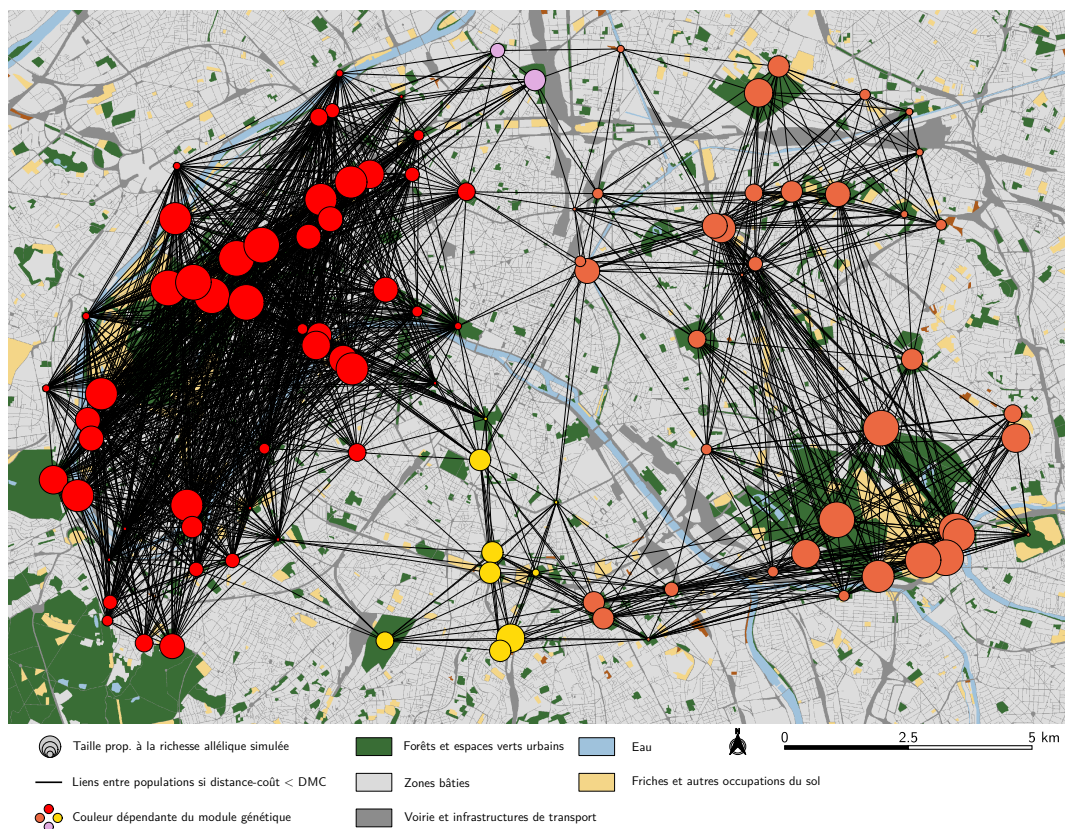 Taille prop. à la richesse allélique simulée
Liens entre populations si distance-coût < DMC
Couleur dépendante du module génétique
Forêts et espaces verts urbains
Zones bâties
Voirie et infrastructures de transport
Eau
Friches et autres occupations du sol
N
0 2.5 5 km